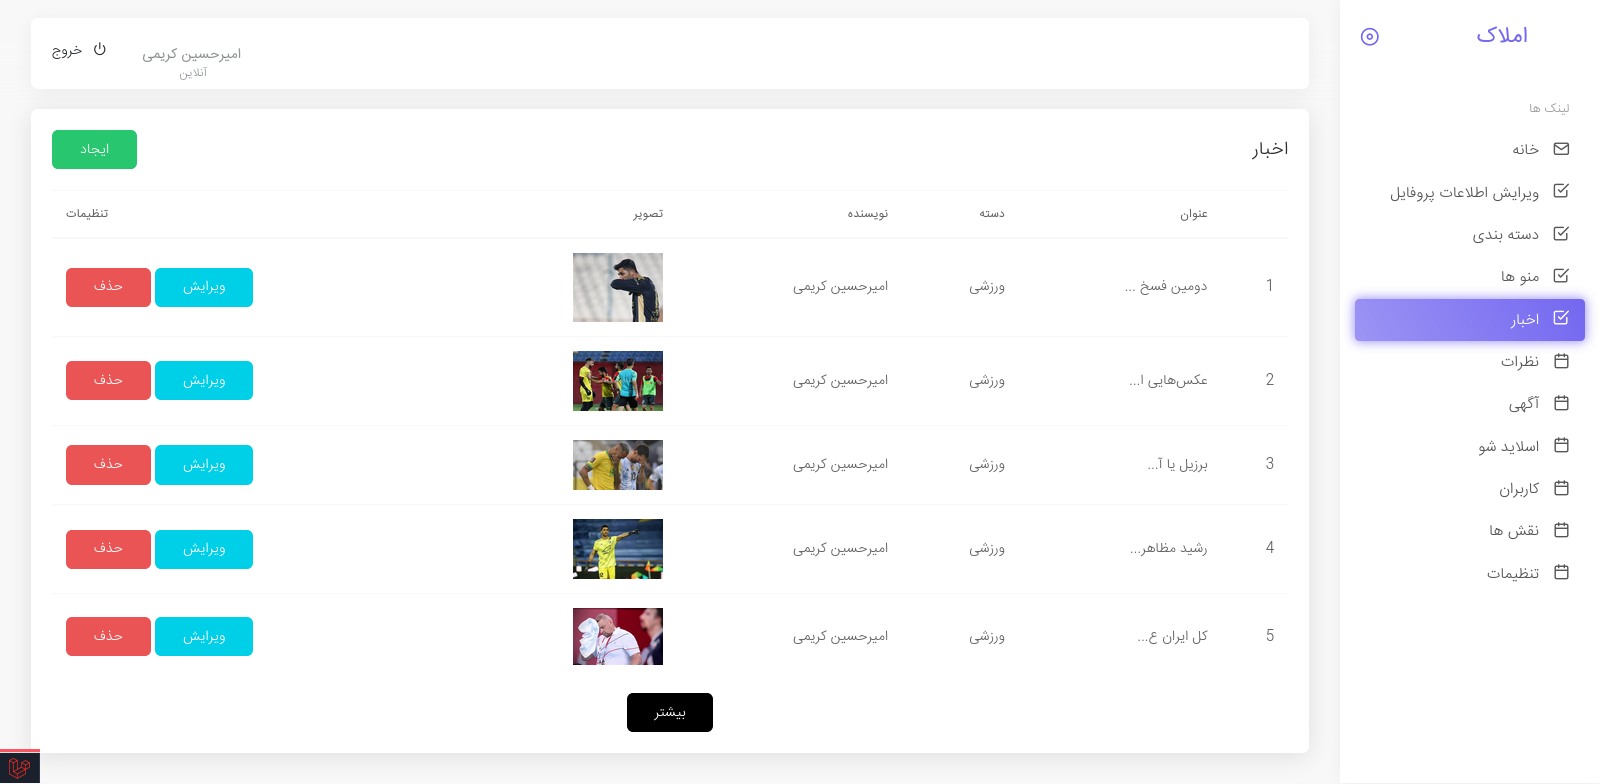 املاک
لینک ها
خانه
ویرایش اطلاعات پروفایل
دسته بندی
منو ها
اخبار
نظرات
آگهی
اسلاید شو
کاربران
نقش ها
تنظیمات
امیرحسین کریمی
آنلاین
خروج
اخبار
ایجاد
عنوان دسته نویسنده تصویر تنظیمات
1 دومین فسخ ... ورزشی امیرحسین کریمی ویرایش حذف
2 عکس‌هایی ا... ورزشی امیرحسین کریمی ویرایش حذف
3 برزیل یا آ... ورزشی امیرحسین کریمی ویرایش حذف
4 رشید مظاهر... ورزشی امیرحسین کریمی ویرایش حذف
5 کل ایران ع... ورزشی امیرحسین کریمی ویرایش حذف
بیشتر